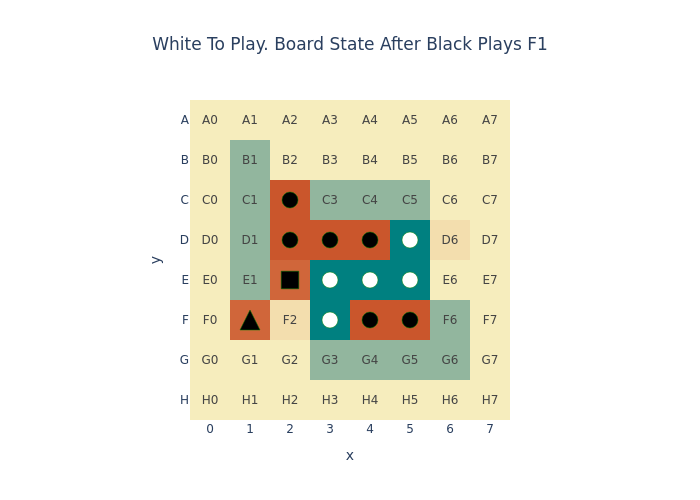 White To Play. Board State After Black Plays F1
A A0 A1 A2 A3 A4 A5 A6 A7
B B0 B1 B2 B3 B4 B5 B6 B7
C C0 C1 C3 C4 C5 C6 C7
D D0 D1 D6 D7
y
E E0 E1 E6 E7
F F0 F2 F6 F7
G G0 G1 G2 G3 G4 G5 G6 G7
H H0 H1 H2 H3 H4 H5 H6 H7
0 1 2 3 4 5 6 7
x